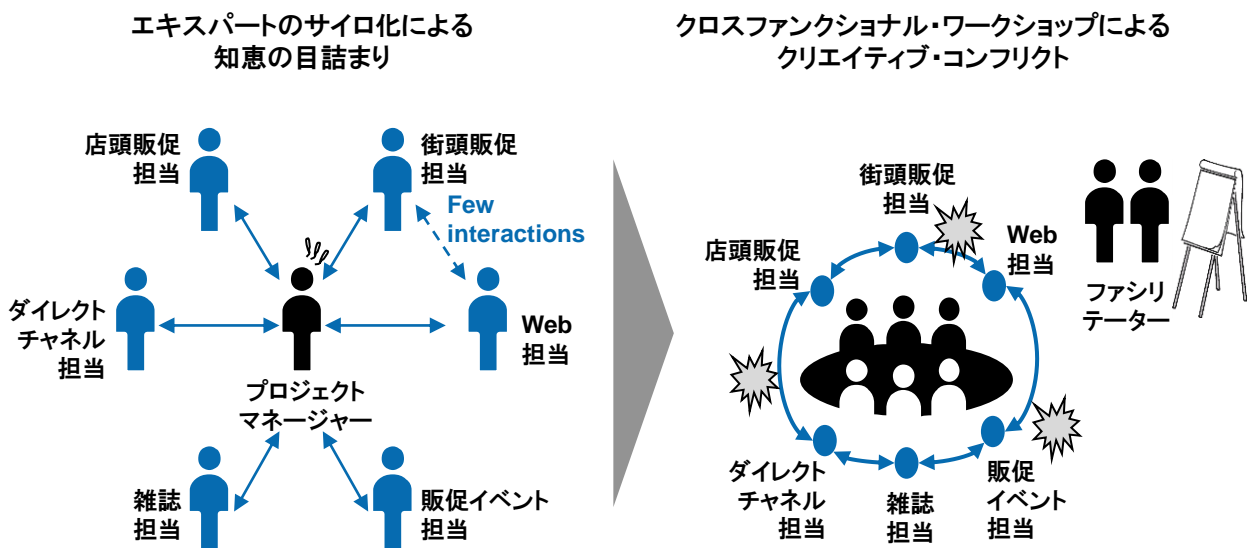 エキスパートのサイロ化による
知恵の目詰まり
店頭販促
担当
街頭販促
担当
Few
interactions
ダイレクト
チャネル
担当
Web
担当
プロジェクト
マネージャー
雑誌
担当
販促イベント
担当
クロスファンクショナル・ワークショップによる
クリエイティブ・コンフリクト
街頭販促
担当
店頭販促
担当
Web
担当
ファシリ
テーター
ダイレクト
チャネル
担当
雑誌
担当
販促
イベント
担当